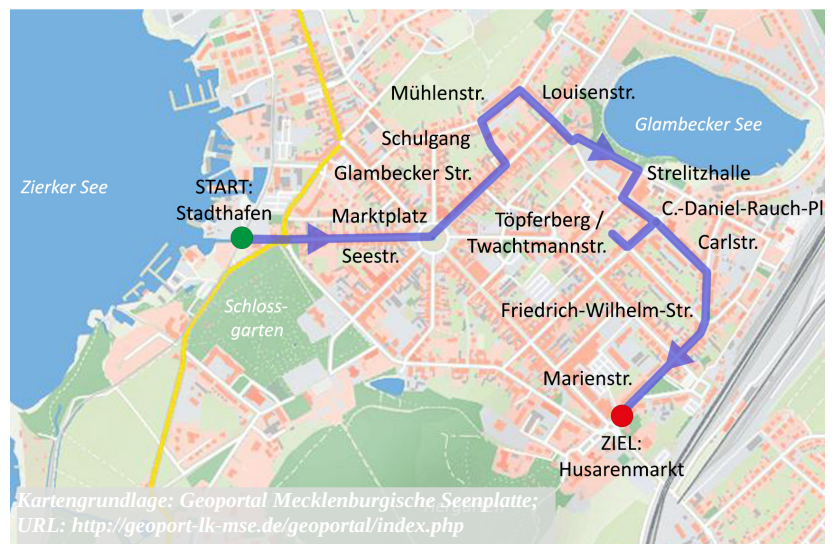 Mühlenstr.
Louisenstr.
Glambecker See
Schulgang
Glambecker Str.
Strelitzhalle
Zierker See
START:
Stadthafen
Marktplatz
Seestr.
Töpferberg /
Twachtmannstr.
C.-Daniel-Rauch-Pl
Carlstr.
Schloss-
garten
Friedrich-Wilhelm-Str.
Marienstr.
ZIEL:
Husarenmarkt
Kartengrundlage: Geoportal Mecklenburgische Seenplatte;
URL: http://geoport-lk-mse.de/geoportal/index.php